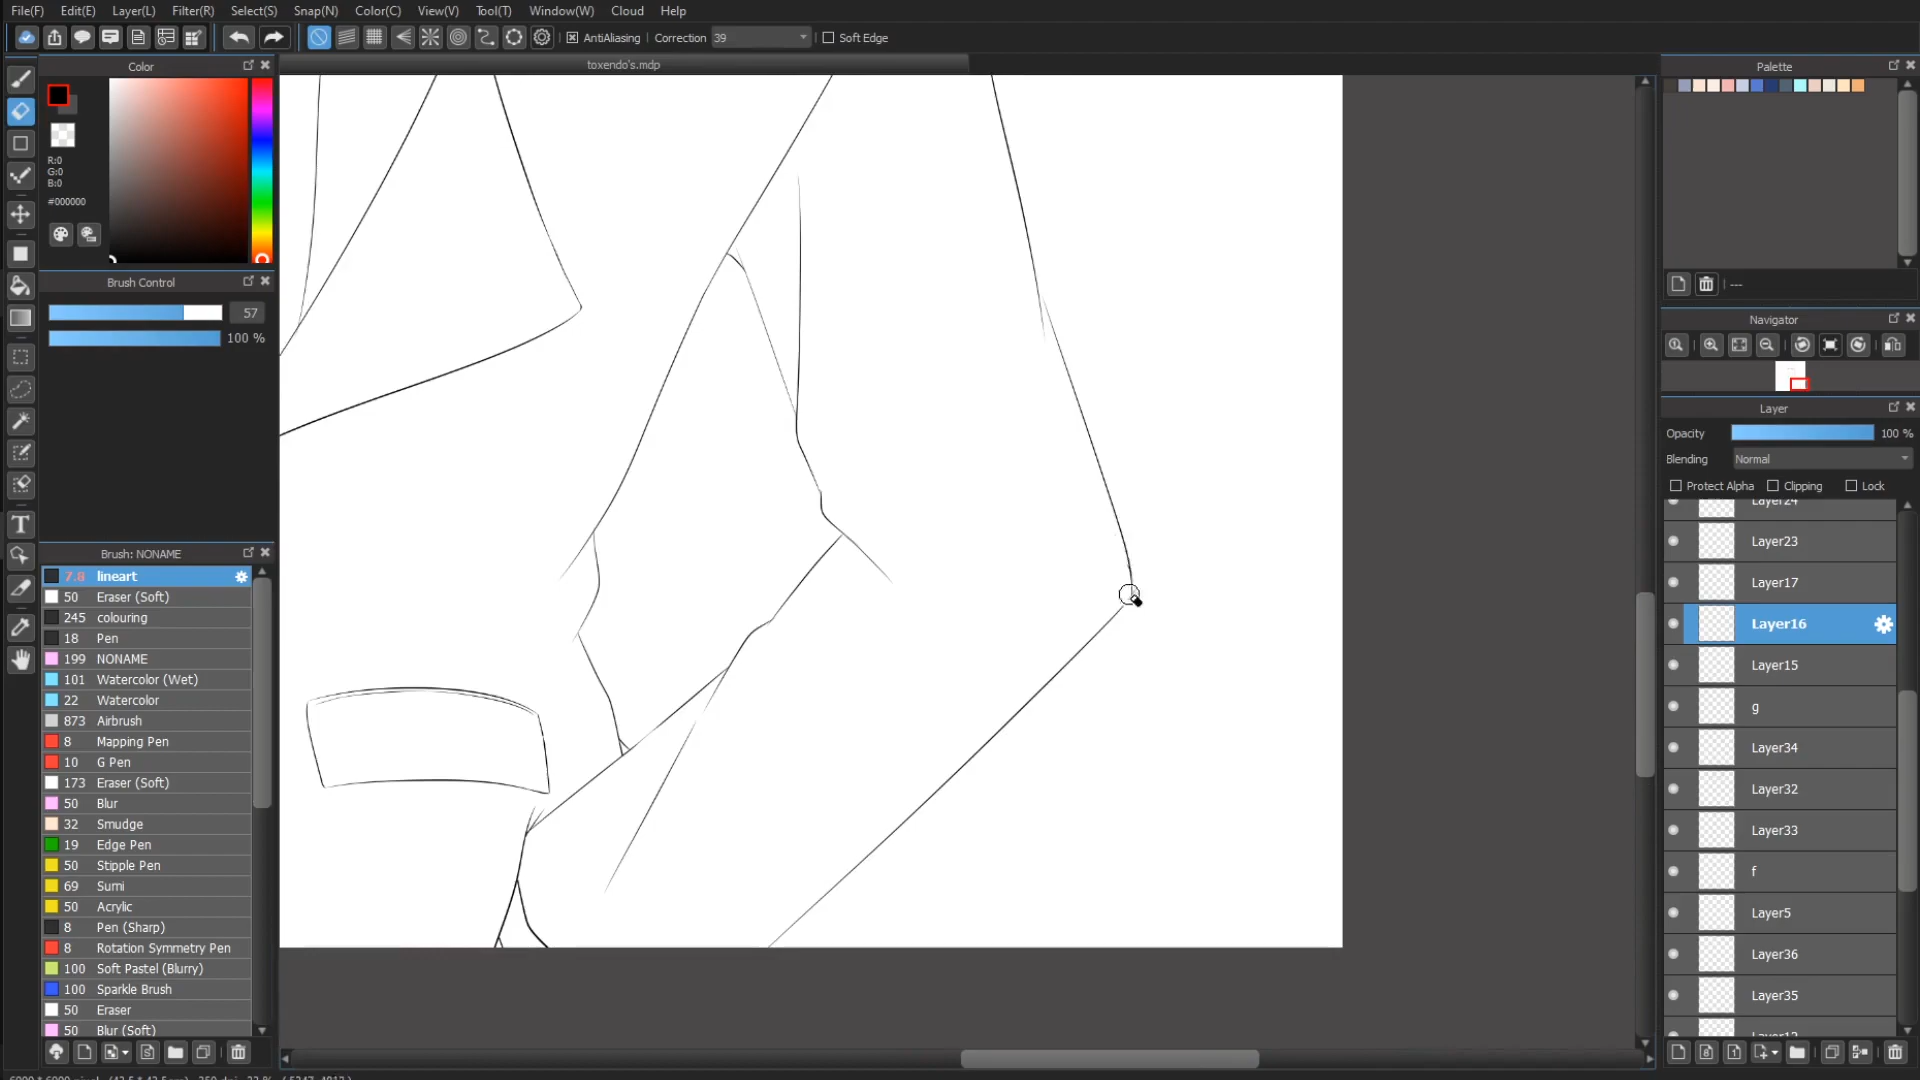 File(F) Edit(E) Layer(L) Filter(R) Select(S) Snap(N) Color(C) View(V) Tool(T) Window(W) Cloud Help
AntiAliasing Correction 39 Soft Edge
toxendo's.mdp
Color
R:0
G:0
B:0
#000000
Brush Control
57
100 %
Brush: NONAME
7.8 lineart
50 Eraser (Soft)
245 colouring
18 Pen
199 NONAME
101 Watercolor (Wet)
22 Watercolor
873 Airbrush
8 Mapping Pen
10 G Pen
173 Eraser (Soft)
50 Blur
32 Smudge
19 Edge Pen
50 Stipple Pen
69 Sumi
50 Acrylic
8 Pen (Sharp)
8 Rotation Symmetry Pen
100 Soft Pastel (Blurry)
100 Sparkle Brush
50 Eraser
50 Blur (Soft)
Palette
---
Navigator
Layer
Opacity 100 %
Blending Normal
Protect Alpha Clipping Lock
Layer24
Layer23
Layer17
Layer16
Layer15
g
Layer34
Layer32
Layer33
f
Layer5
Layer36
Layer35